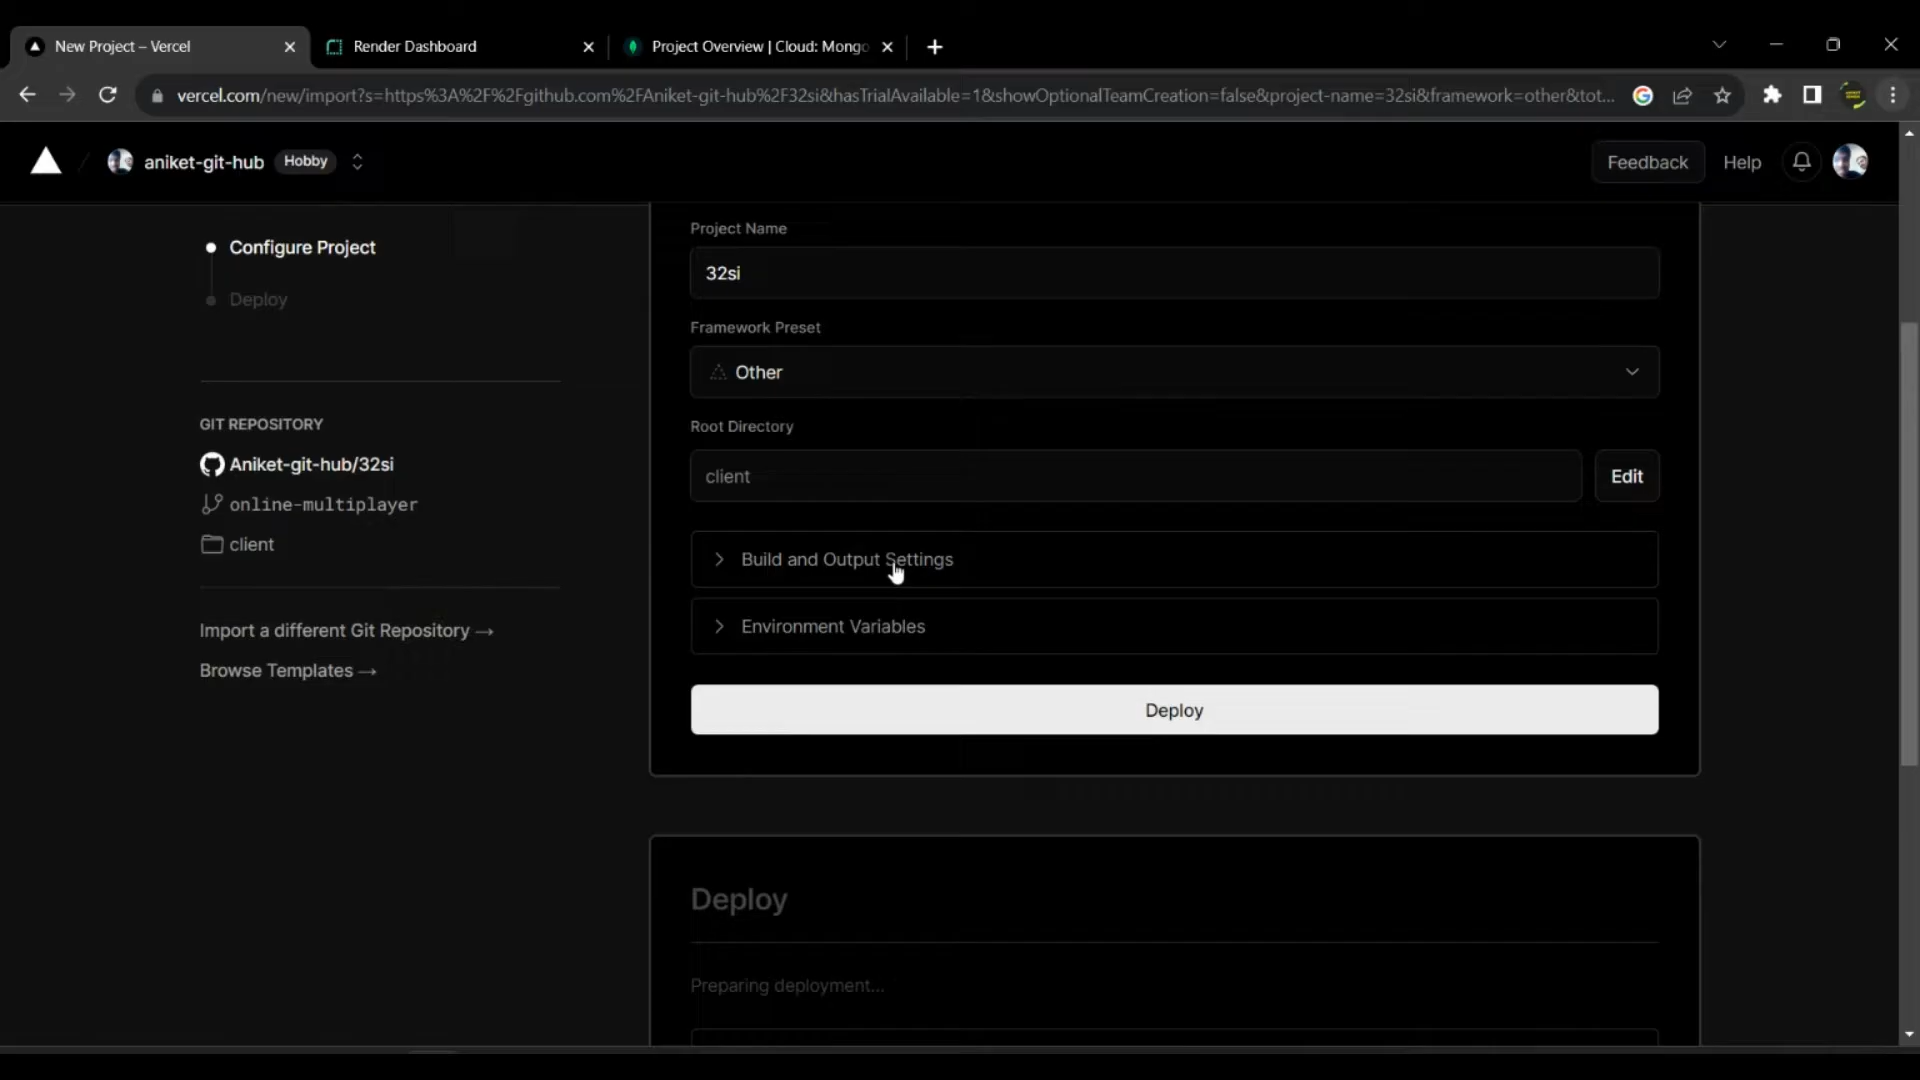 New Project – Vercel
Render Dashboard
Project Overview | Cloud: Mongo
vercel.com/new/import?s=https%3A%2F%2Fgithub.com%2FAniket-git-hub%2F32si&hasTrialAvailable=1&showOptionalTeamCreation=false&project-name=32si&framework=other&tot...
aniket-git-hub
Hobby
Feedback
Help
Configure Project
Deploy
GIT REPOSITORY
Aniket-git-hub/32si
online-multiplayer
client
Import a different Git Repository →
Browse Templates →
Project Name
32si
Framework Preset
Other
Root Directory
client
Edit
Build and Output Settings
Environment Variables
Deploy
Deploy
Preparing deployment...